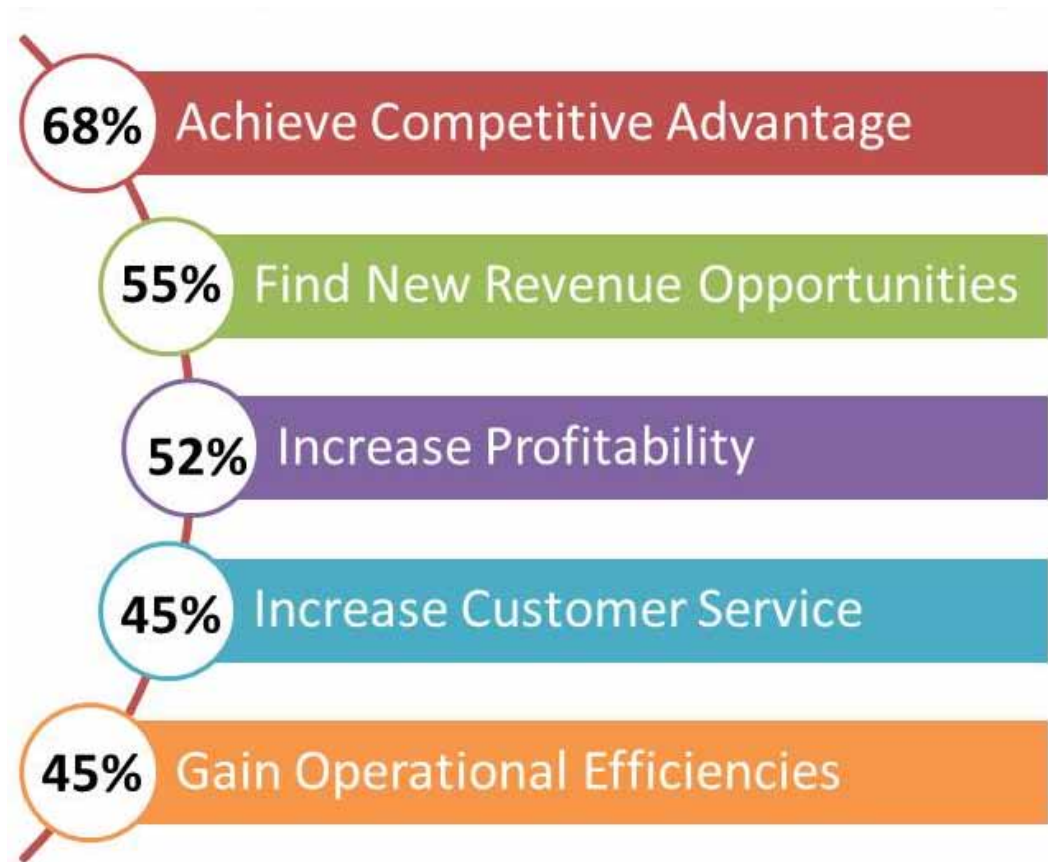 68% Achieve Competitive Advantage
55% Find New Revenue Opportunities
52% Increase Profitability
45% Increase Customer Service
45% Gain Operational Efficiencies